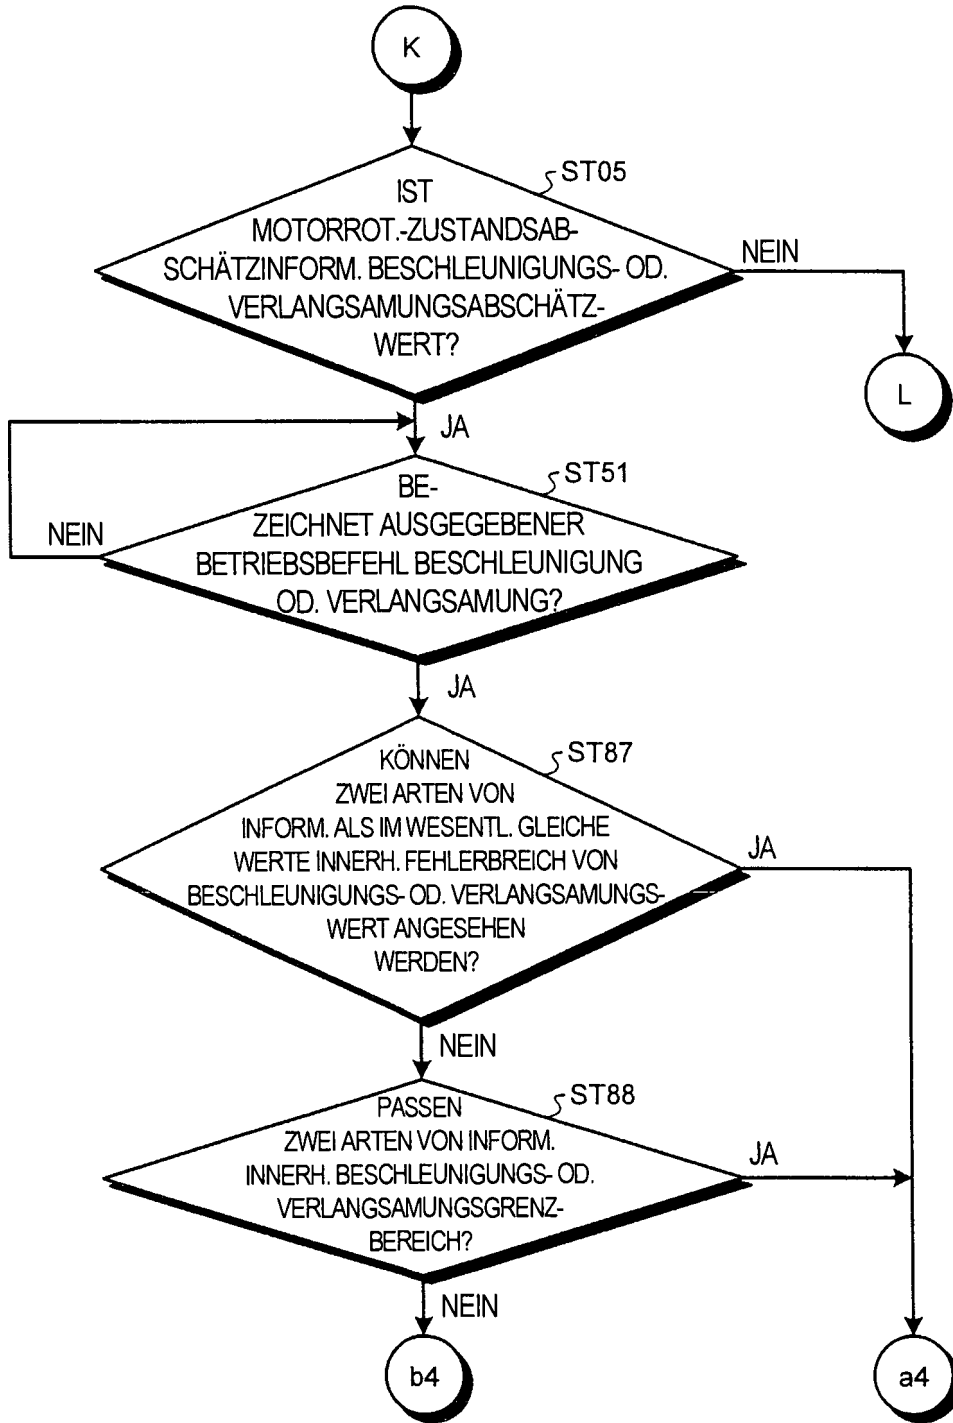 K
ST05
IST
MOTORROT.-ZUSTANDSAB-
SCHÄTZINFORM. BESCHLEUNIGUNGS- OD.
VERLANGSAMUNGSABSCHÄTZ-
WERT?
NEIN
L
JA
ST51
BE-
ZEICHNET AUSGEGEBENER
BETRIEBSBEFEHL BESCHLEUNIGUNG
OD. VERLANGSAMUNG?
NEIN
JA
ST87
KÖNNEN
ZWEI ARTEN VON
INFORM. ALS IM WESENTL. GLEICHE
WERTE INNERH. FEHLERBREICH VON
BESCHLEUNIGUNGS- OD. VERLANGSAMUNGS-
WERT ANGESEHEN
WERDEN?
JA
NEIN
ST88
PASSEN
ZWEI ARTEN VON INFORM.
INNERH. BESCHLEUNIGUNGS- OD.
VERLANGSAMUNGSGRENZ-
BEREICH?
JA
NEIN
b4
a4